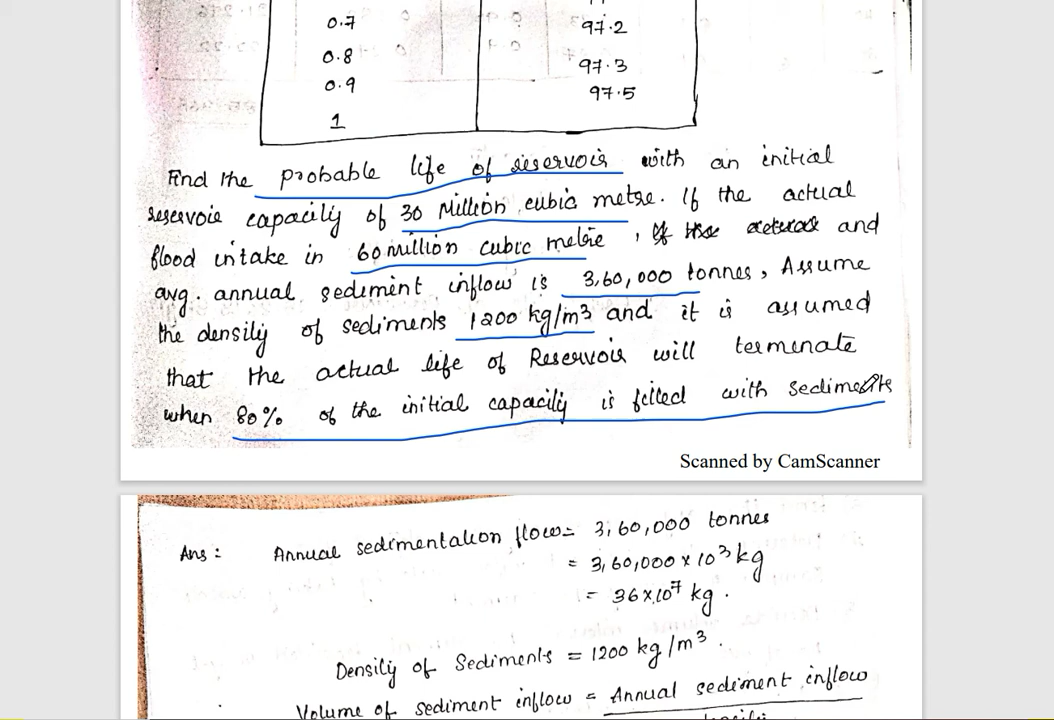 0.7 97.2
0.8 97.3
0.9 97.5
1
Find the probable life of reservoir with an initial
reservoie capacity of 30 Million cubic metre. If the actual
flood intake in 60 million cubic metre, and
avg. annual sediment inflow is 3,60,000 tonnes, Assume
the density of sediments 1200 kg/m3 and it is assumed
that the actual life of Reservoir will terminate
when 80% of the initial capacity is filled with sediments
Scanned by CamScanner
Ans : Annual sedimentation flow = 3,60,000 tonnes
= 3,60,000 x 10^3 kg
= 36x10^7 kg.
Density of Sediments = 1200 kg/m3.
Volume of sediment inflow = Annual sediment inflow